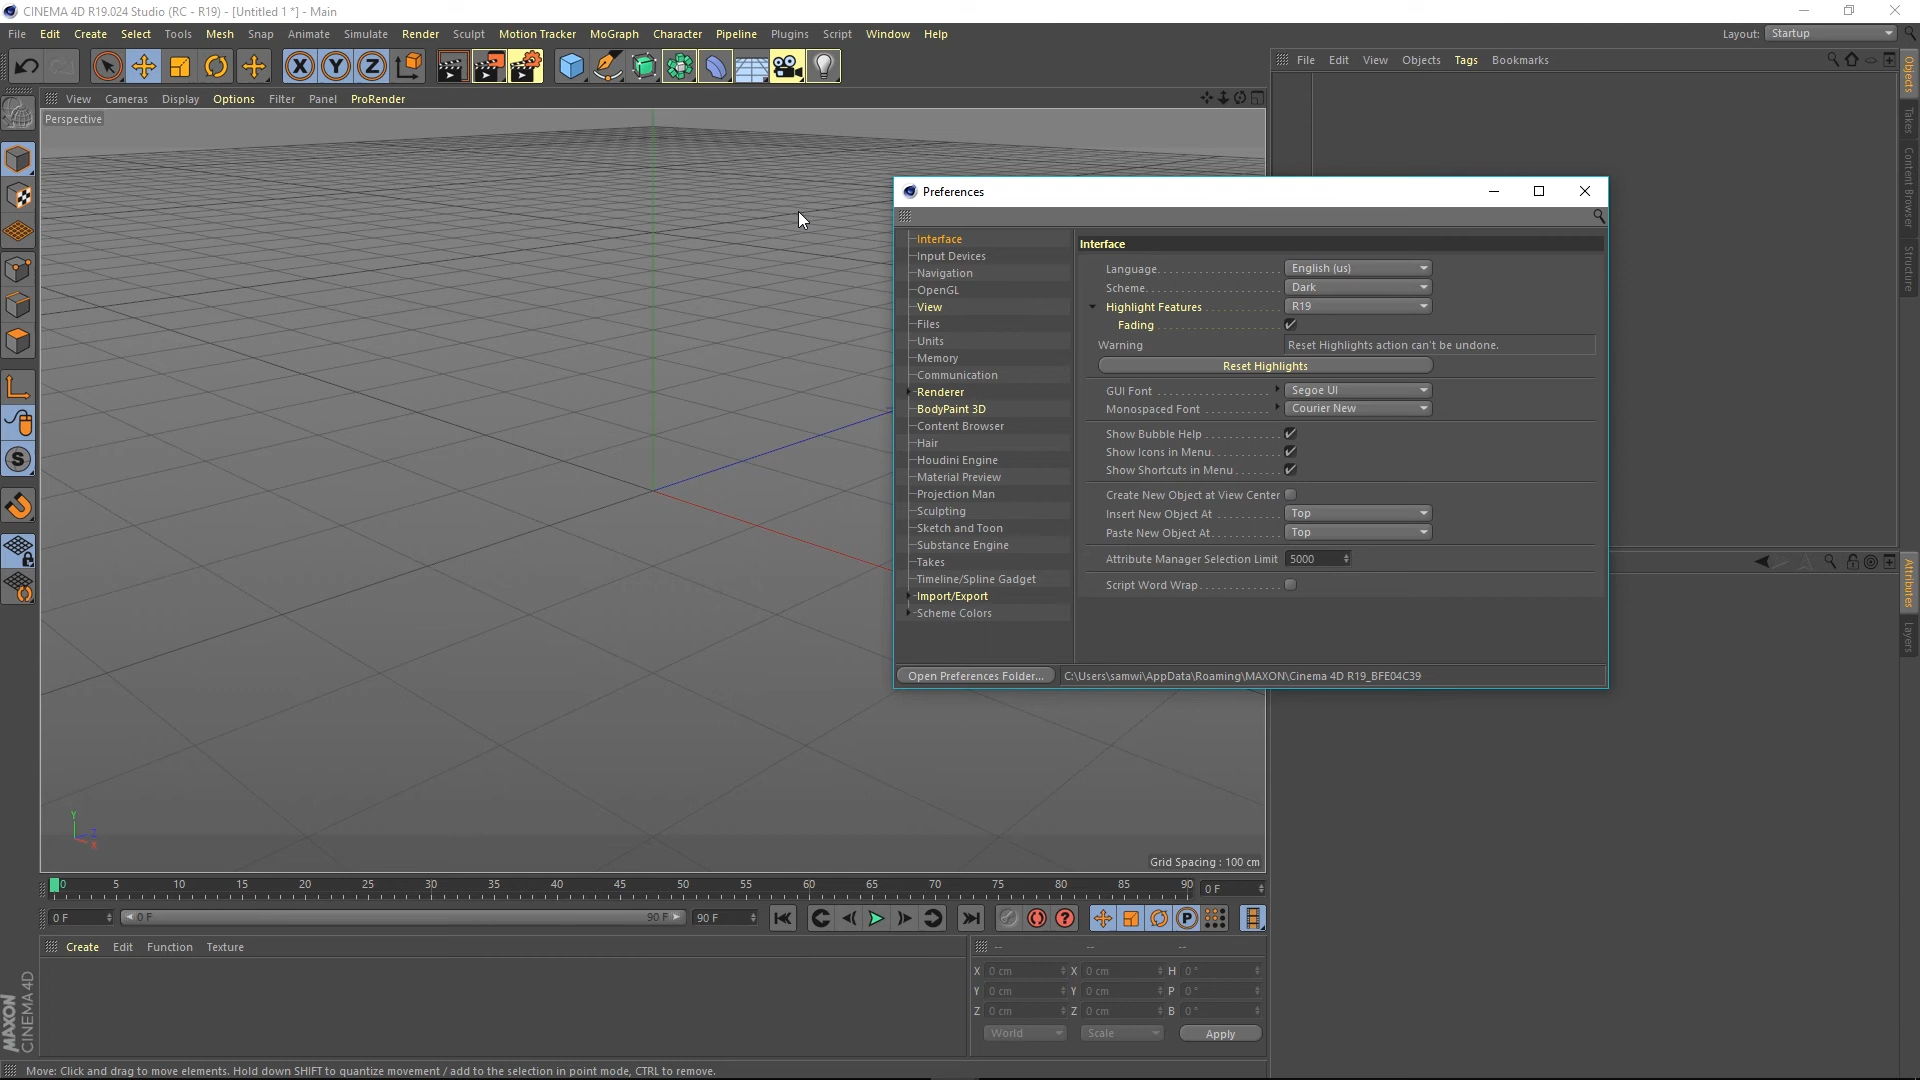 CINEMA 4D R19.024 Studio (RC - R19) - [Untitled 1 *] - Main
File Edit Create Select Tools Mesh Snap Animate Simulate Render Sculpt Motion Tracker MoGraph Character Pipeline Plugins Script Window Help
Layout: Startup
File Edit View Objects Tags Bookmarks
View Cameras Display Options Filter Panel ProRender
Perspective
Objects
Takes
Content Browser
Structure
Preferences
Interface
Input Devices
Navigation
OpenGL
View
Files
Units
Memory
Communication
Renderer
BodyPaint 3D
Content Browser
Hair
Houdini Engine
Material Preview
Projection Man
Sculpting
Sketch and Toon
Substance Engine
Takes
Timeline/Spline Gadget
Import/Export
Scheme Colors
Interface
Language. English (us)
Scheme. Dark
Highlight Features R19
Fading
Warning Reset Highlights action can't be undone.
Reset Highlights
GUI Font Segoe UI
Monospaced Font Courier New
Show Bubble Help
Show Icons in Menu.
Show Shortcuts in Menu
Create New Object at View Center
Insert New Object At Top
Paste New Object At. Top
Attribute Manager Selection Limit 5000
Script Word Wrap.
Open Preferences Folder... C:\Users\samwi\AppData\Roaming\MAXON\Cinema 4D R19_BFE04C39
Attributes
Layers
Y
Z
X
Grid Spacing : 100 cm
0 5 10 15 20 25 30 35 40 45 50 55 60 65 70 75 80 85 90 0 F
0 F 0 F 90 F 90 F
Create Edit Function Texture
-- -- --
X 0 cm X 0 cm H 0 °
Y 0 cm Y 0 cm P 0 °
Z 0 cm Z 0 cm B 0 °
World Scale Apply
MAXON
CINEMA 4D
Move: Click and drag to move elements. Hold down SHIFT to quantize movement / add to the selection in point mode, CTRL to remove.